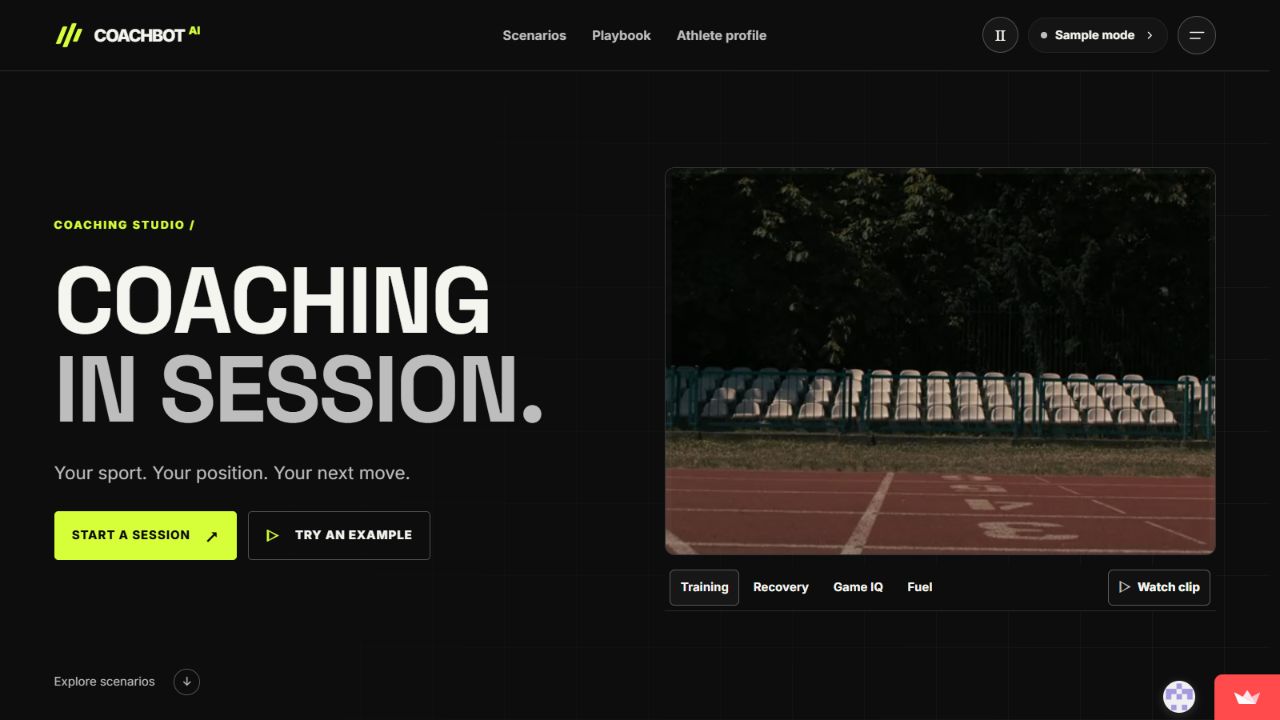 COACHBOT AI
Scenarios
Playbook
Athlete profile
Sample mode
COACHING STUDIO /
COACHING
IN SESSION.
Your sport. Your position. Your next move.
START A SESSION
TRY AN EXAMPLE
Training
Recovery
Game IQ
Fuel
Watch clip
Explore scenarios